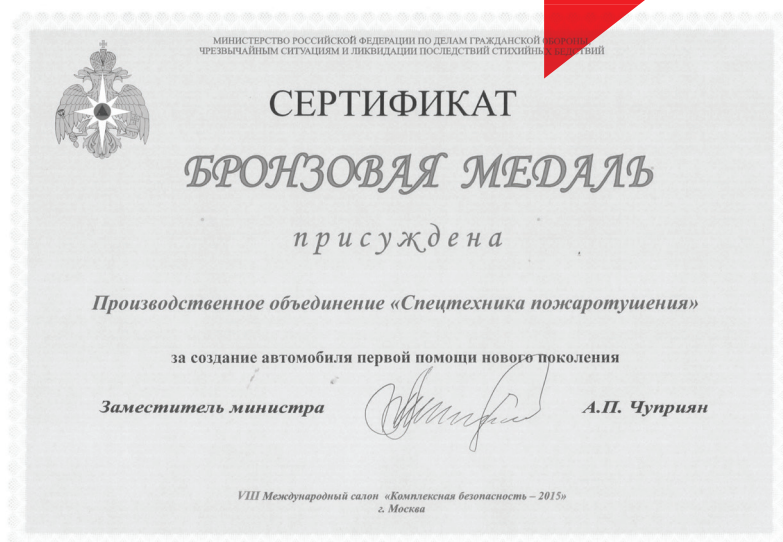 МИНИСТЕРСТВО РОССИЙСКОЙ ФЕДЕРАЦИИ ПО ДЕЛАМ ГРАЖДАНСКОЙ ОБОРОНЫ,
ЧРЕЗВЫЧАЙНЫМ СИТУАЦИЯМ И ЛИКВИДАЦИИ ПОСЛЕДСТВИЙ СТИХИЙНЫХ БЕДСТВИЙ
СЕРТИФИКАТ
БРОНЗОВАЯ МЕДАЛЬ
присуждена
Производственное объединение «Спецтехника пожаротушения»
за создание автомобиля первой помощи нового поколения
Заместитель министра А.П. Чуприян
VIII Международный салон «Комплексная безопасность – 2015»
г. Москва